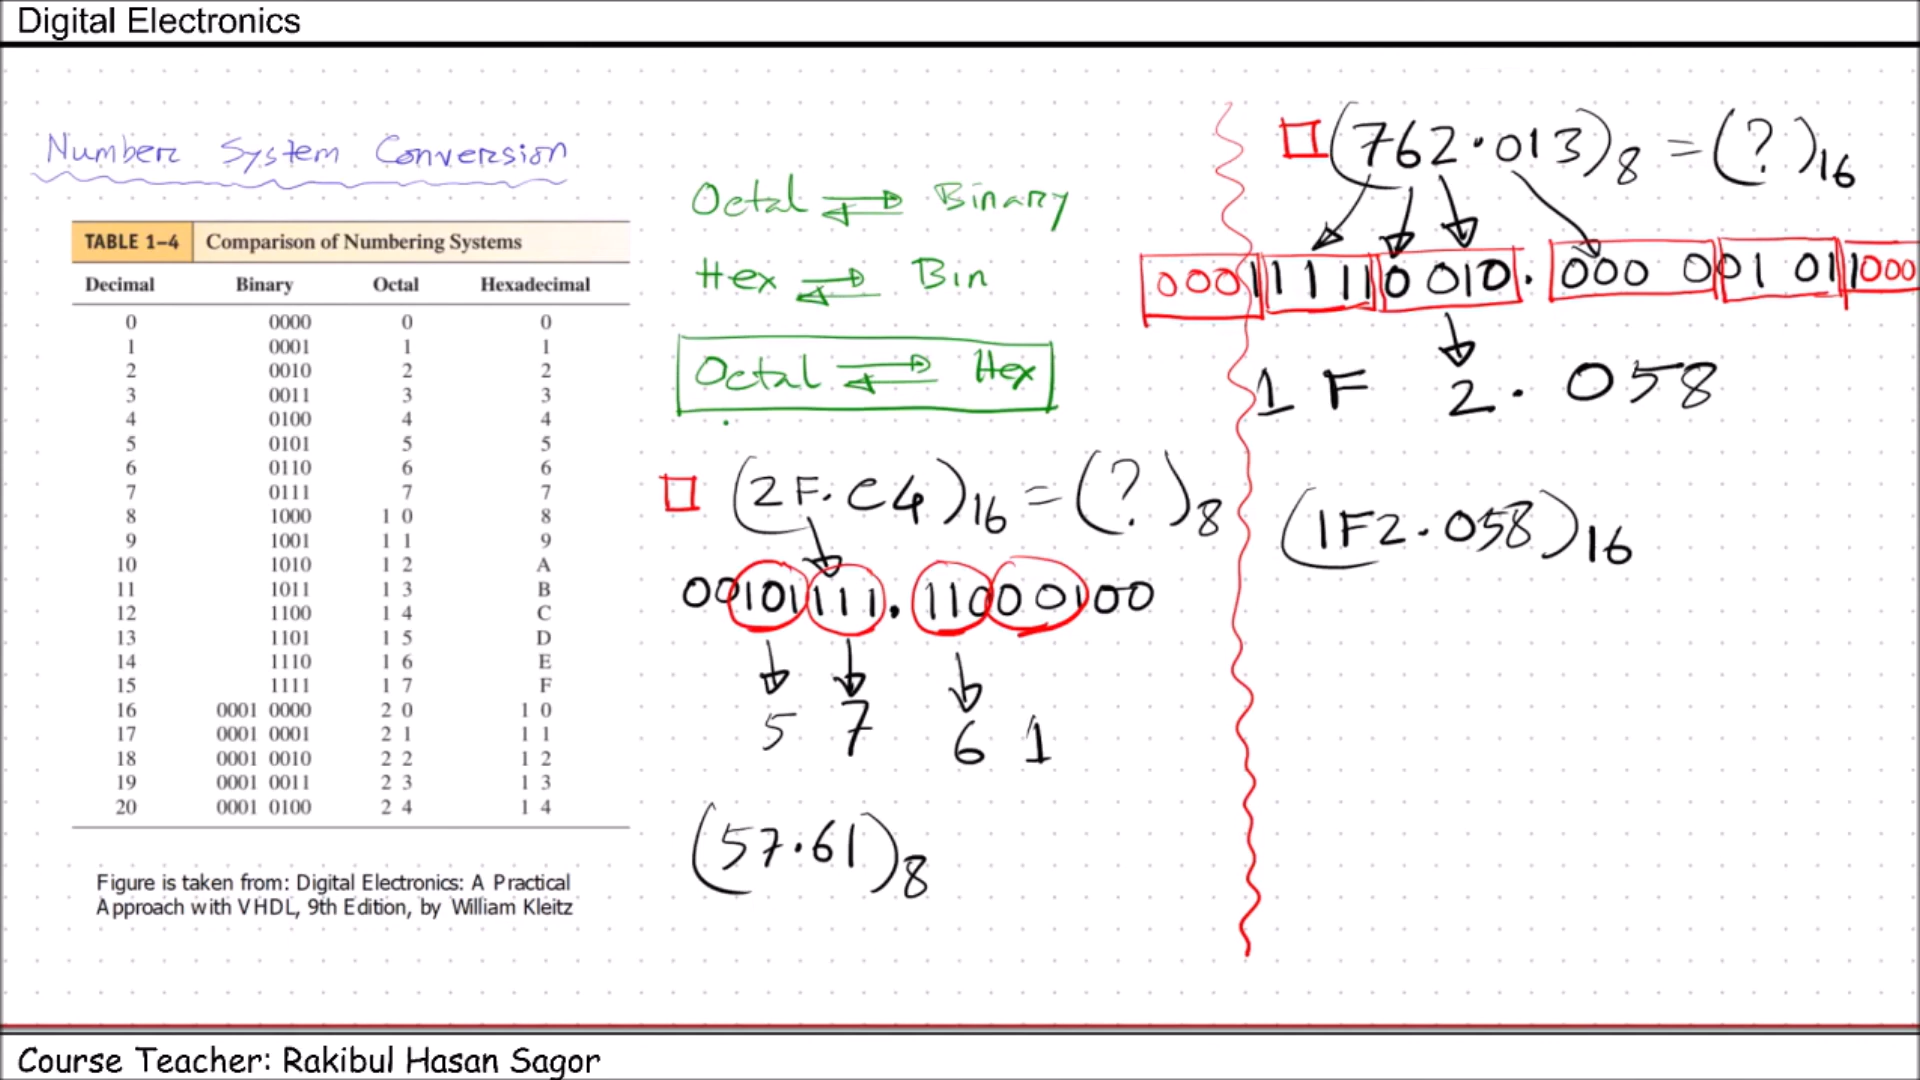 Digital Electronics
Number System Conversion
TABLE 1–4 Comparison of Numbering Systems
Decimal Binary Octal Hexadecimal
0 0000 0 0
1 0001 1 1
2 0010 2 2
3 0011 3 3
4 0100 4 4
5 0101 5 5
6 0110 6 6
7 0111 7 7
8 1000 1 0 8
9 1001 1 1 9
10 1010 1 2 A
11 1011 1 3 B
12 1100 1 4 C
13 1101 1 5 D
14 1110 1 6 E
15 1111 1 7 F
16 0001 0000 2 0 1 0
17 0001 0001 2 1 1 1
18 0001 0010 2 2 1 2
19 0001 0011 2 3 1 3
20 0001 0100 2 4 1 4
Figure is taken from: Digital Electronics: A Practical
Approach with VHDL, 9th Edition, by William Kleitz
Octal ⇌ Binary
Hex ⇌ Bin
Octal ⇌ Hex
(2F.C4)16 = (?)8
00101111.11000100
5 7 6 1
(57.61)8
(762.013)8 = (?)16
000111110010.000001011000
1 F 2.058
(1F2.058)16
Course Teacher: Rakibul Hasan Sagor